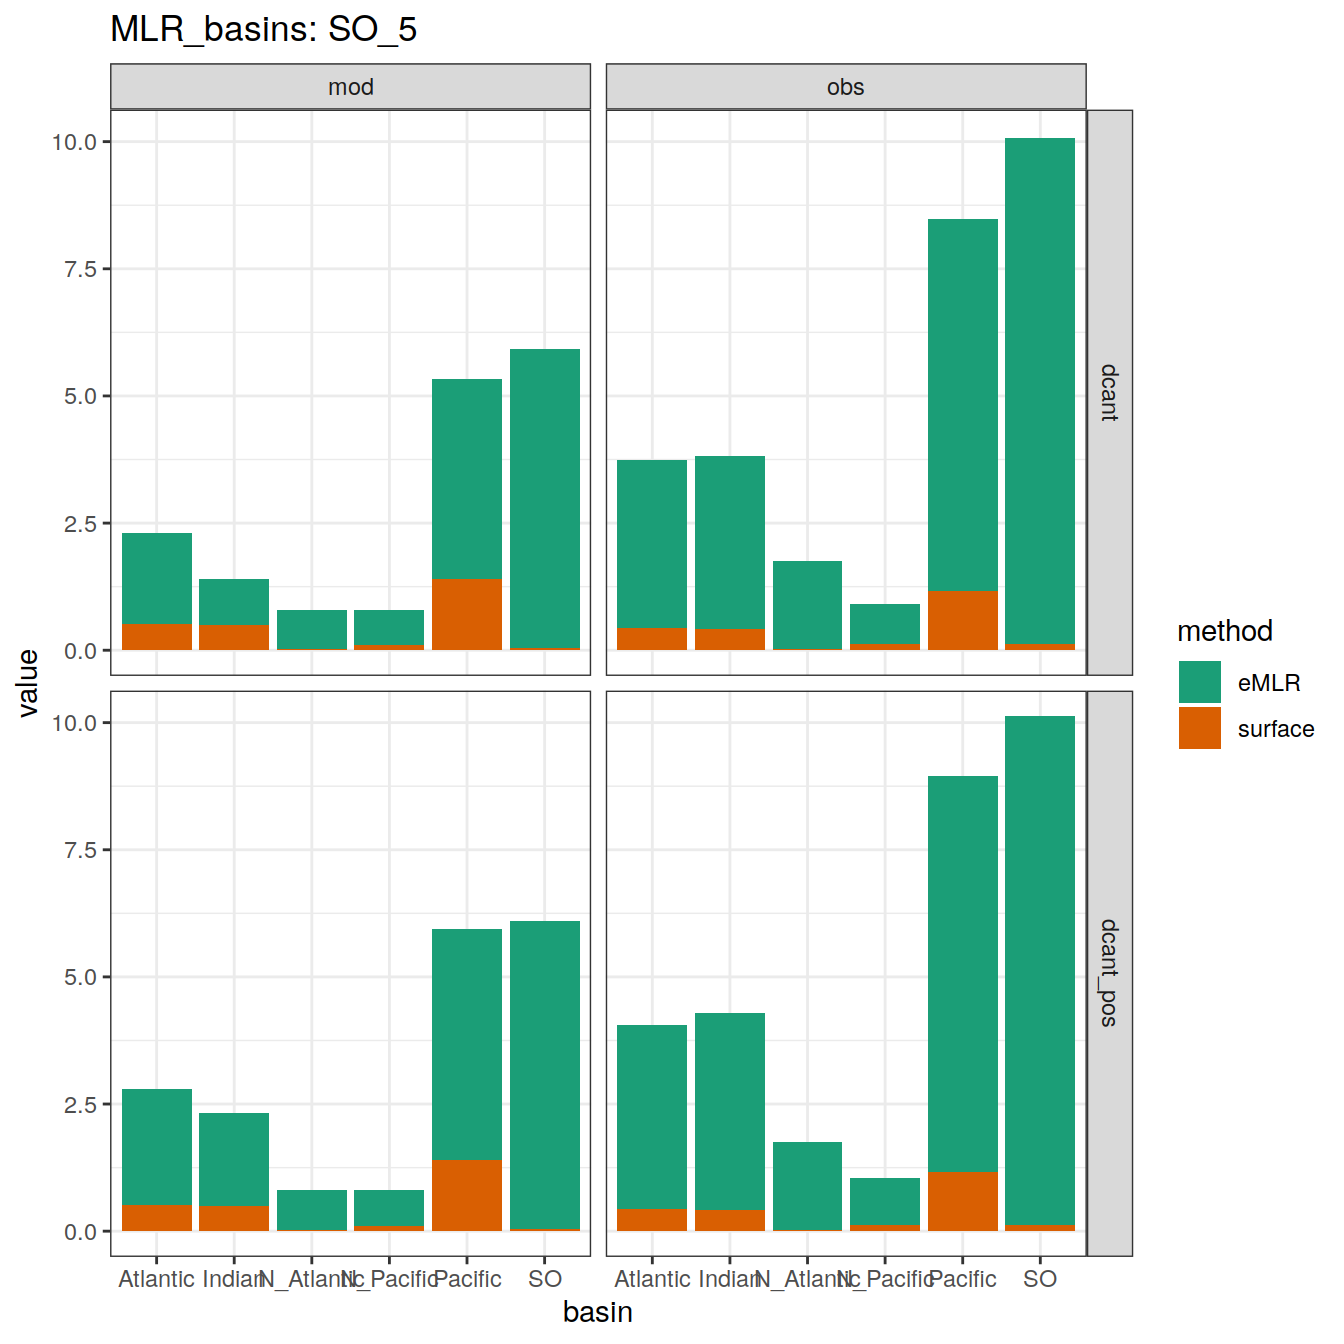 MLR_basins: SO_5
mod
obs
10.0
7.5
5.0
2.5
0.0
dcant
10.0
7.5
5.0
2.5
0.0
dcant_pos
value
method
eMLR
surface
Atlantic Indian N_Atlantic N_Pacific Pacific SO
Atlantic Indian N_Atlantic N_Pacific Pacific SO
basin